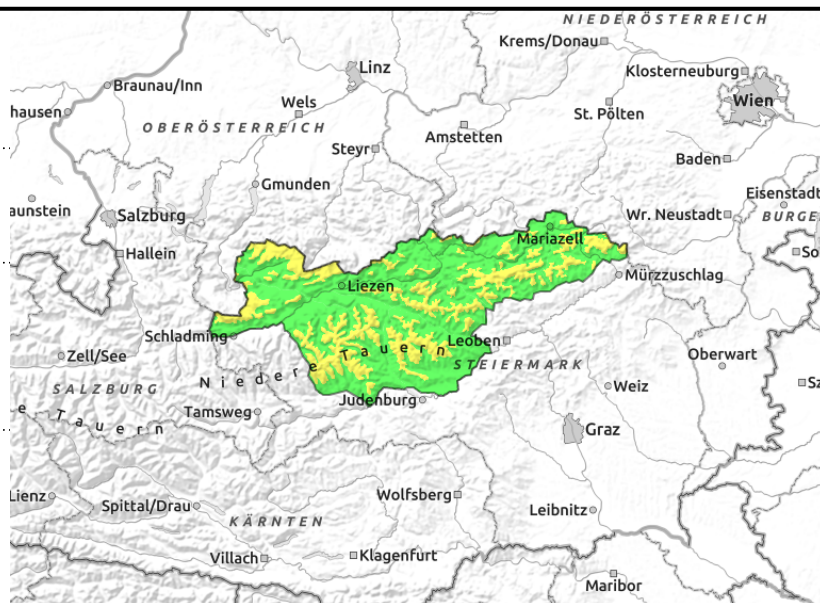 NIEDERÖSTERREICH
Krems/Donau
Linz
Klosterneuburg
Braunau/Inn
Wels
Wien
hausen
St. Pölten
OBERÖSTERREICH
Amstetten
Steyr
Baden
Gmunden
Eisenstadt
aunstein
Salzburg
Wr. Neustadt
BURGE
Mariazell
Hallein
So
Mürzzuschlag
Liezen
Schladming
Leoben
Zell/See
Niedere Tauern
STEIERMARK
Oberwart
SALZBURG
Weiz
Sz
Tamsweg
Judenburg
e Tauern
Graz
Lienz
Wolfsberg
Spittal/Drau
Leibnitz
KÄRNTEN
Villach
Klagenfurt
Maribor